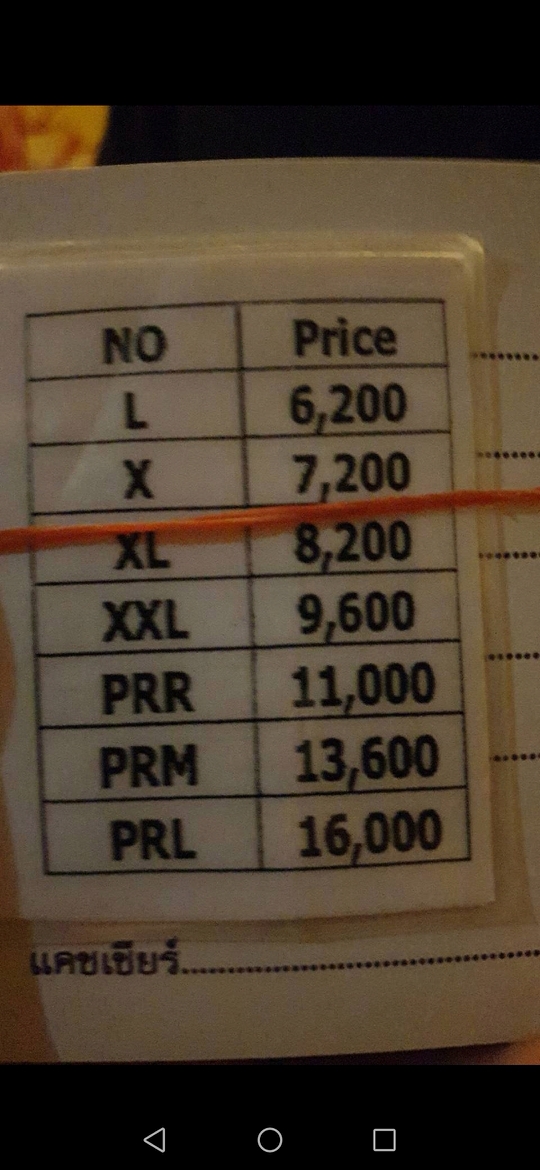 NO Price
L 6,200
X 7,200
XL 8,200
XXL 9,600
PRR 11,000
PRM 13,600
PRL 16,000
แคชเชียร์..............................